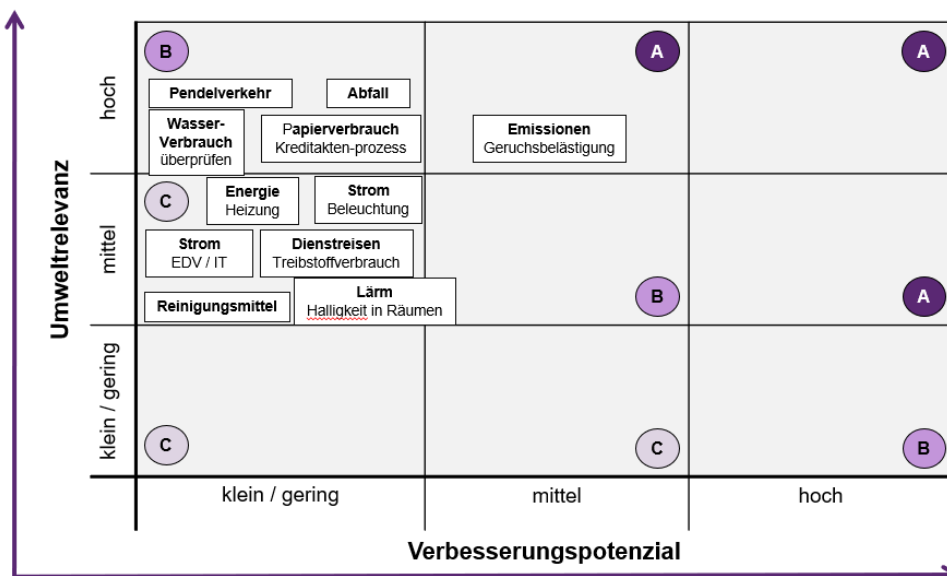 B
A
A
Pendelverkehr
Abfall
Wasser-
Verbrauch
überprüfen
Papierverbrauch
Kreditakten-prozess
Emissionen
Geruchsbelästigung
hoch
C
Energie
Heizung
Strom
Beleuchtung
Strom
EDV / IT
Dienstreisen
Treibstoffverbrauch
Reinigungsmittel
Lärm
Halligkeit in Räumen
B
A
mittel
Umweltrelevanz
klein / gering
C
C
B
klein / gering
mittel
hoch
Verbesserungspotenzial